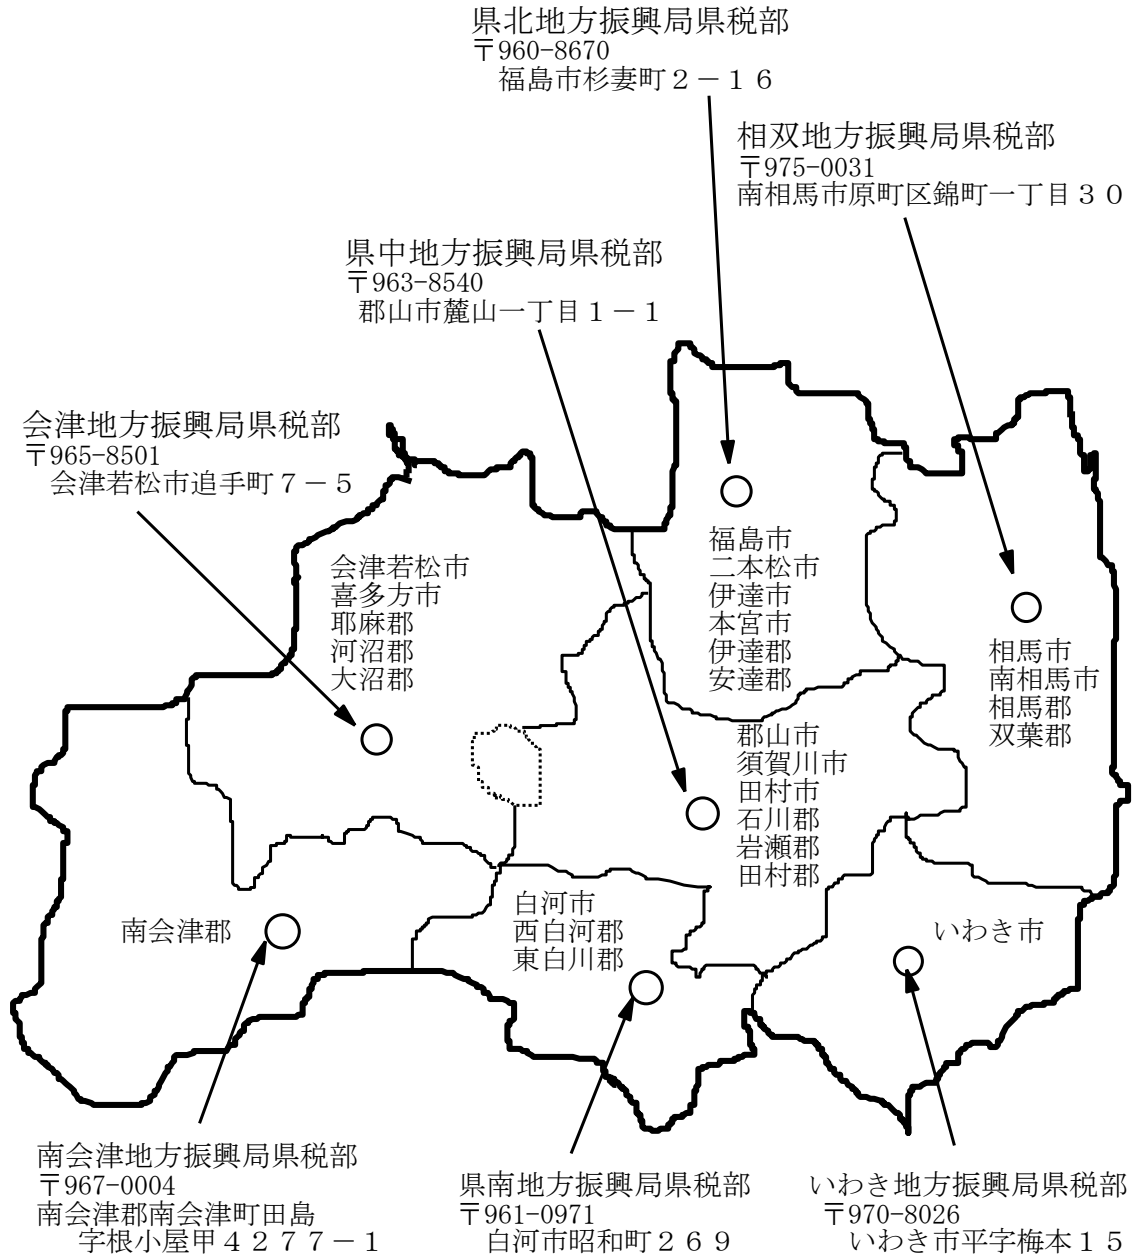 県北地方振興局県税部
〒960-8670
福島市杉妻町２－１６
相双地方振興局県税部
〒975-0031
南相馬市原町区錦町一丁目３０
県中地方振興局県税部
〒963-8540
郡山市麓山一丁目１－１
会津地方振興局県税部
〒965-8501
会津若松市追手町７－５
会津若松市
喜多方市
耶麻郡
河沼郡
大沼郡
福島市
二本松市
伊達市
本宮市
伊達郡
安達郡
相馬市
南相馬市
相馬郡
双葉郡
郡山市
須賀川市
田村市
石川郡
岩瀬郡
田村郡
南会津郡
白河市
西白河郡
東白川郡
いわき市
南会津地方振興局県税部
〒967-0004
南会津郡南会津町田島
字根小屋甲４２７７－１
県南地方振興局県税部
〒961-0971
白河市昭和町２６９
いわき地方振興局県税部
〒970-8026
いわき市平字梅本１５